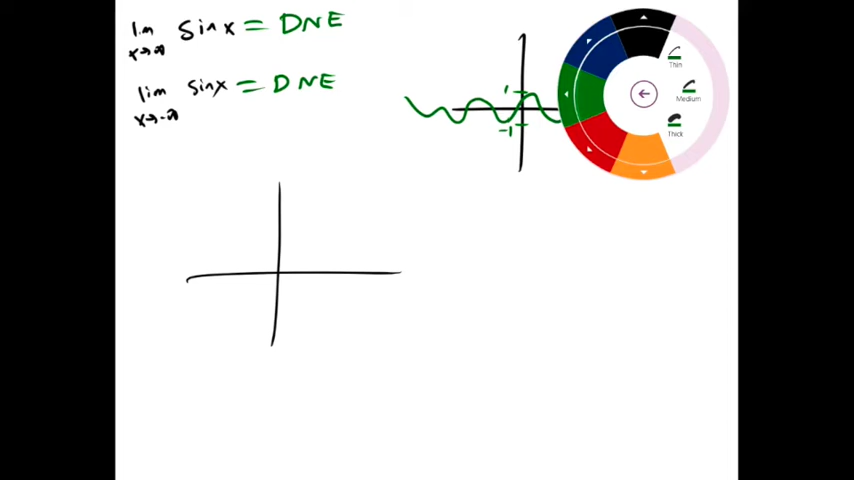 lim sin x = DNE
x→∞
lim sin x = DNE
x→-∞
1
-1
Thin
Medium
Thick